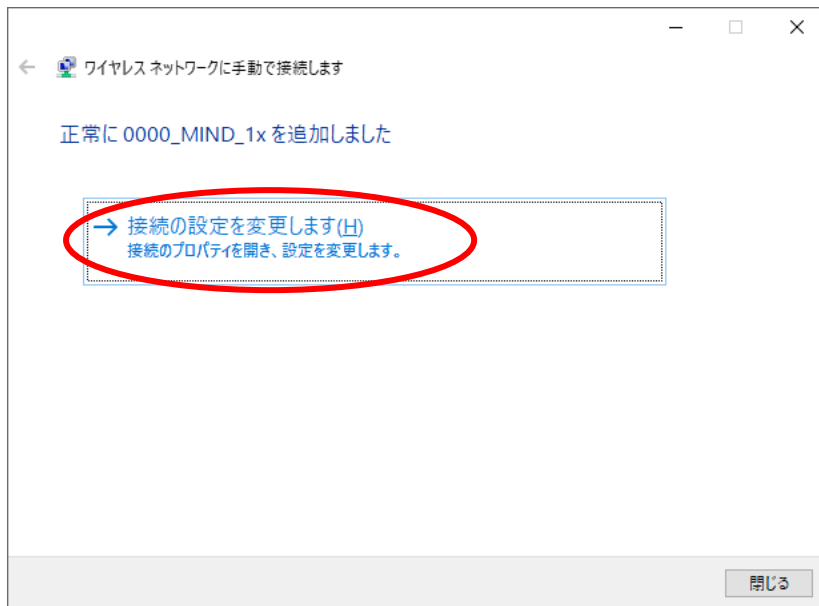 ワイヤレス ネットワークに手動で接続します
正常に 0000_MIND_1x を追加しました
接続の設定を変更します(H)
接続のプロパティを開き、設定を変更します。
閉じる